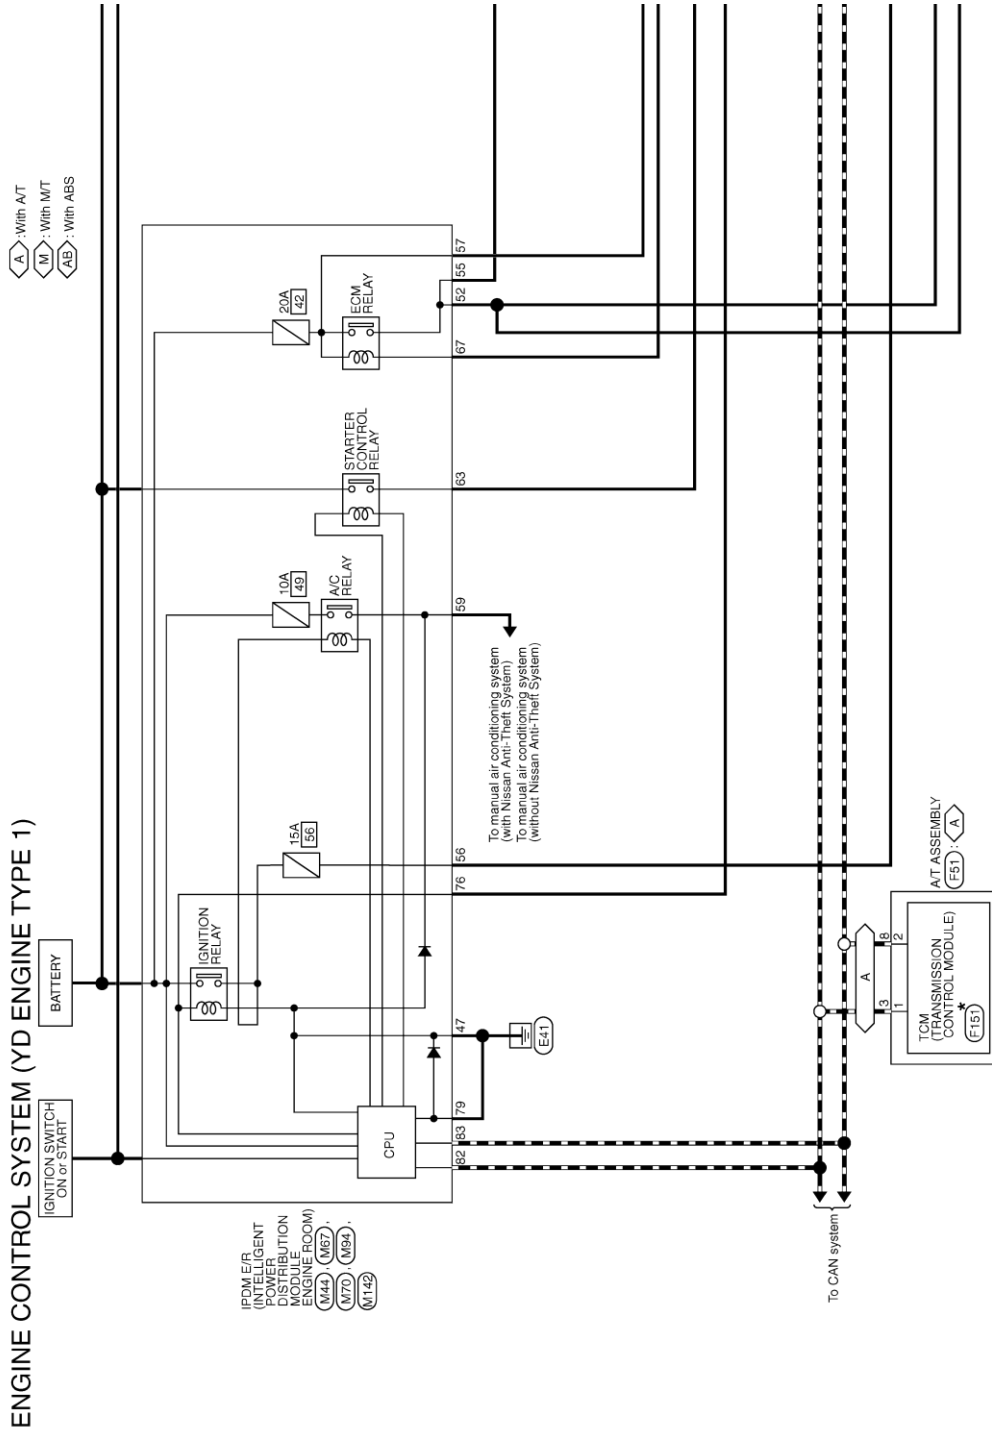 ENGINE CONTROL SYSTEM (YD ENGINE TYPE 1)
A : With A/T
M : With M/T
AB : With ABS
IGNITION SWITCH
ON or START
BATTERY
IPDM E/R
(INTELLIGENT
POWER
DISTRIBUTION
MODULE
ENGINE ROOM)
M44 , M67 ,
M70 , M94 ,
M142
CPU
IGNITION
RELAY
15A
56
10A
49
A/C
RELAY
STARTER
CONTROL
RELAY
20A
42
ECM
RELAY
82
83
79
47
76
56
59
63
67
52
55
57
E41
To manual air conditioning system
(with Nissan Anti-Theft System)
To manual air conditioning system
(without Nissan Anti-Theft System)
To CAN system
A
3
8
1
2
TCM
(TRANSMISSION
CONTROL MODULE)
*
F151
A/T ASSEMBLY
F51 : A